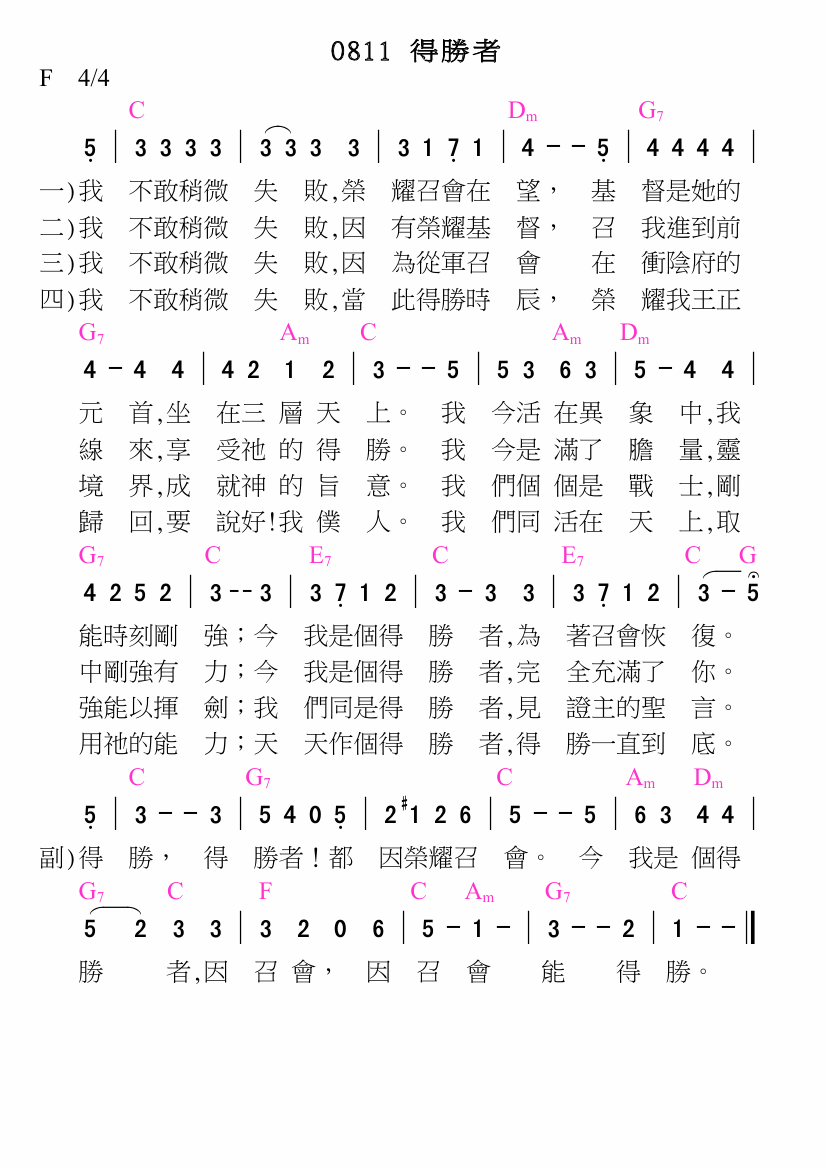 0811 得勝者
F 4/4
C Dm G7
5 | 3 3 3 3 | 3 3 3 3 | 3 1 7 1 | 4 － － 5 | 4 4 4 4 |
一)我 不敢稍微 失 敗,榮 耀召會在 望， 基 督是她的
二)我 不敢稍微 失 敗,因 有榮耀基 督， 召 我進到前
三)我 不敢稍微 失 敗,因 為從軍召 會 在 衝陰府的
四)我 不敢稍微 失 敗,當 此得勝時 辰， 榮 耀我王正
G7 Am C Am Dm
4 － 4 4 | 4 2 1 2 | 3 － － 5 | 5 3 6 3 | 5 － 4 4 |
元 首,坐 在三 層 天 上。 我 今活 在異 象 中,我
線 來,享 受祂 的 得 勝。 我 今是 滿了 膽 量,靈
境 界,成 就神 的 旨 意。 我 們個 個是 戰 士,剛
歸 回,要 說好!我 僕 人。 我 們同 活在 天 上,取
G7 C E7 C E7 C G
4 2 5 2 | 3 -- 3 | 3 7 1 2 | 3 － 3 3 | 3 7 1 2 | 3 － 5
能時刻剛 強；今 我是個得 勝 者,為 著召會恢 復。
中剛強有 力；今 我是個得 勝 者,完 全充滿了 你。
強能以揮 劍；我 們同是得 勝 者,見 證主的聖 言。
用祂的能 力；天 天作個得 勝 者,得 勝一直到 底。
C G7 C Am Dm
5 | 3 － － 3 | 5 4 0 5 | 2 #1 2 6 | 5 － － 5 | 6 3 4 4 |
副)得 勝， 得 勝者！都 因榮耀召 會。 今 我是 個得
G7 C F C Am G7 C
5 2 3 3 | 3 2 0 6 | 5 － 1 － | 3 － － 2 | 1 － － ‖
勝 者,因 召 會， 因 召 會 能 得 勝。